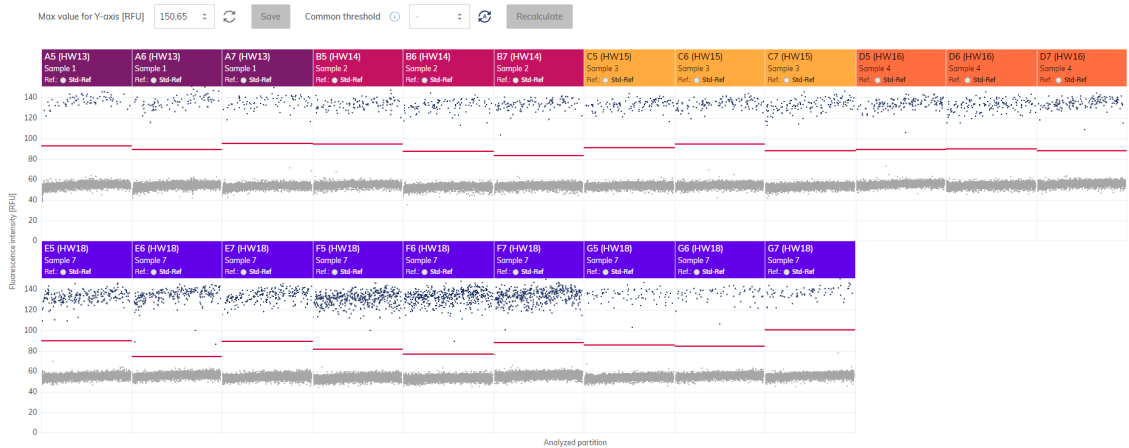 Max value for Y-axis [RFU] 150,65 Save Common threshold - Recalculate
A5 (HW13) A6 (HW13) A7 (HW13) B5 (HW14) B6 (HW14) B7 (HW14) C5 (HW15) C6 (HW15) C7 (HW15) D5 (HW16) D6 (HW16) D7 (HW16)
Sample 1 Sample 1 Sample 1 Sample 2 Sample 2 Sample 2 Sample 3 Sample 3 Sample 3 Sample 4 Sample 4 Sample 4
Ref.: Std-Ref Ref.: Std-Ref Ref.: Std-Ref Ref.: Std-Ref Ref.: Std-Ref Ref.: Std-Ref Ref.: Std-Ref Ref.: Std-Ref Ref.: Std-Ref Ref.: Std-Ref Ref.: Std-Ref Ref.: Std-Ref
140
120
100
80
60
40
20
0
Fluorescence intensity [RFU]
E5 (HW18) E6 (HW18) E7 (HW18) F5 (HW18) F6 (HW18) F7 (HW18) G5 (HW18) G6 (HW18) G7 (HW18)
Sample 7 Sample 7 Sample 7 Sample 7 Sample 7 Sample 7 Sample 7 Sample 7 Sample 7
Ref.: Std-Ref Ref.: Std-Ref Ref.: Std-Ref Ref.: Std-Ref Ref.: Std-Ref Ref.: Std-Ref Ref.: Std-Ref Ref.: Std-Ref Ref.: Std-Ref
140
120
100
80
60
40
20
0
Analyzed partition